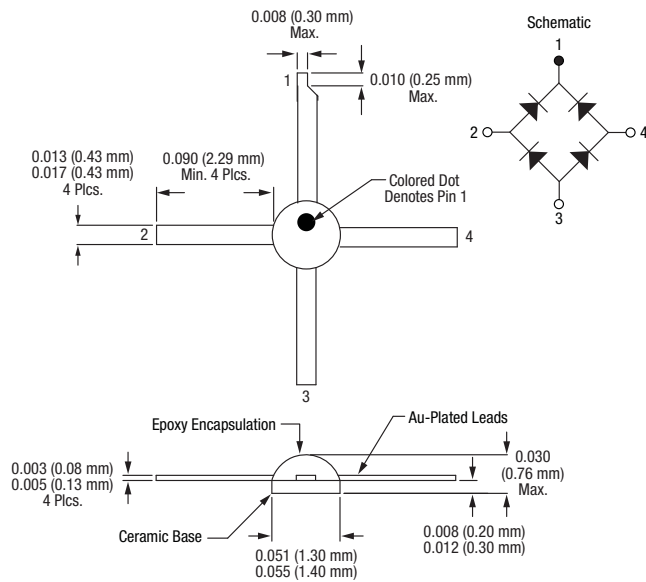 0.008 (0.30 mm)
Max.
Schematic
1
1
0.010 (0.25 mm)
Max.
2
4
3
0.013 (0.43 mm)
0.017 (0.43 mm)
4 Plcs.
0.090 (2.29 mm)
Min. 4 Plcs.
Colored Dot
Denotes Pin 1
2
4
3
Epoxy Encapsulation
Au-Plated Leads
0.003 (0.08 mm)
0.005 (0.13 mm)
4 Plcs.
0.030
(0.76 mm)
Max.
Ceramic Base
0.008 (0.20 mm)
0.012 (0.30 mm)
0.051 (1.30 mm)
0.055 (1.40 mm)